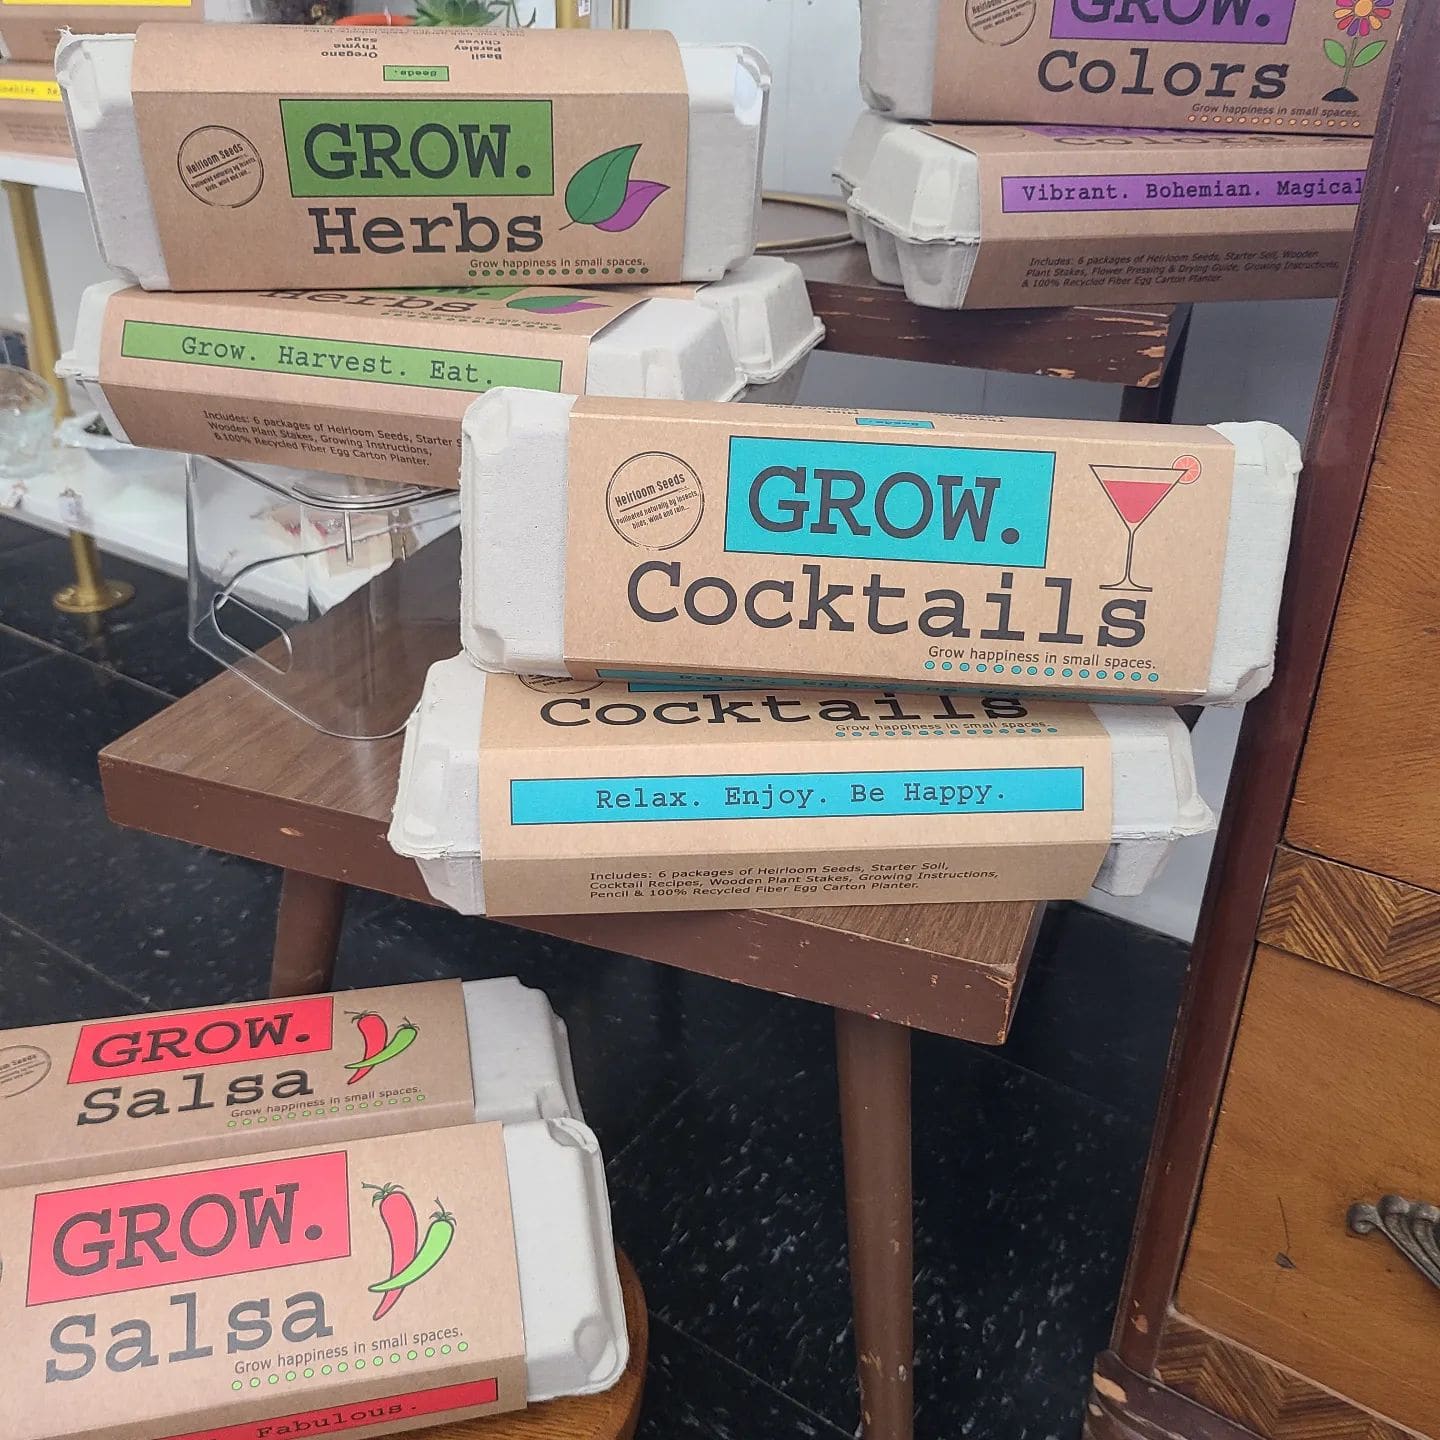 Oregano
Thyme
Sage
Basil
Parsley
Chives
Seeds.
Heirloom Seeds
Pollinated naturally by insects,
birds, wind and rain...
GROW.
Herbs
Grow happiness in small spaces.
Herbs
Grow. Harvest. Eat.
Includes: 6 packages of Heirloom Seeds, Starter S
Wooden Plant Stakes, Growing Instructions,
&100% Recycled Fiber Egg Carton Planter.
GROW.
Colors
Grow happiness in small spaces.
Colors
Vibrant. Bohemian. Magical
Includes: 6 packages of Heirloom Seeds, Starter Soil, Wooden
Plant Stakes, Flower Pressing & Drying Guide, Growing Instructions,
& 100% Recycled Fiber Egg Carton Planter.
Seeds.
Heirloom Seeds
Pollinated naturally by insects,
birds, wind and rain...
GROW.
Cocktails
Grow happiness in small spaces.
Relax. Enjoy. Be Happy.
Cocktails
Grow happiness in small spaces.
Relax. Enjoy. Be Happy.
Includes: 6 packages of Heirloom Seeds, Starter Soil,
Cocktail Recipes, Wooden Plant Stakes, Growing Instructions,
Pencil & 100% Recycled Fiber Egg Carton Planter.
GROW.
Salsa
Grow happiness in small spaces.
GROW.
Salsa
Grow happiness in small spaces.
Fabulous.